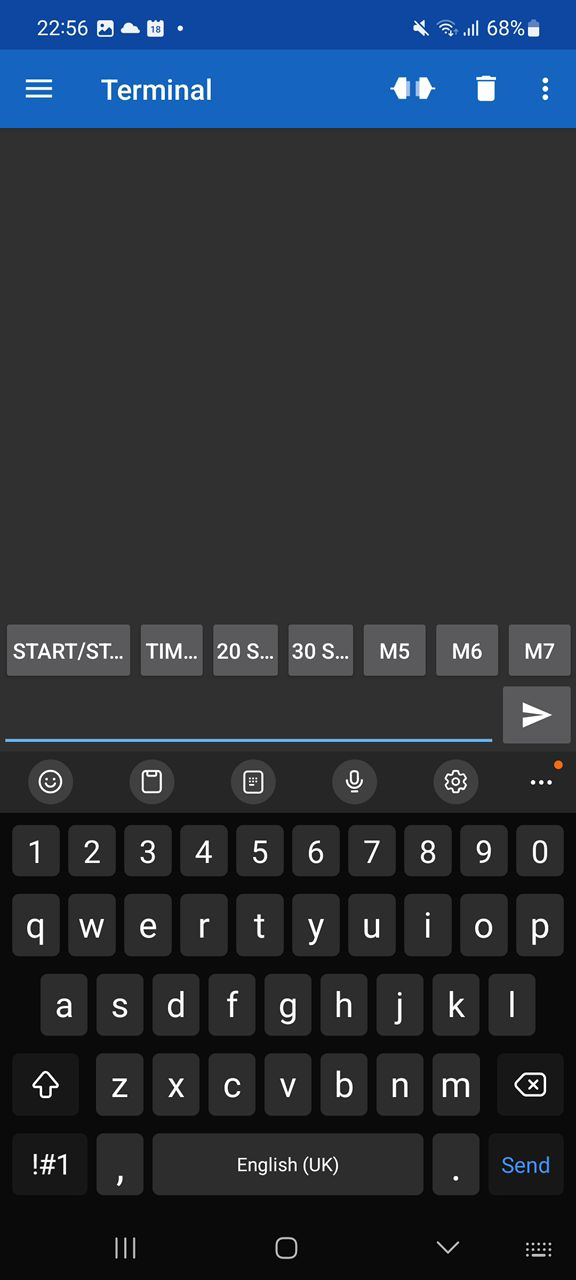 22:56 18 68%
Terminal
START/ST... TIM... 20 S... 30 S... M5 M6 M7
1 2 3 4 5 6 7 8 9 0
q w e r t y u i o p
a s d f g h j k l
z x c v b n m
!#1 , English (UK) . Send